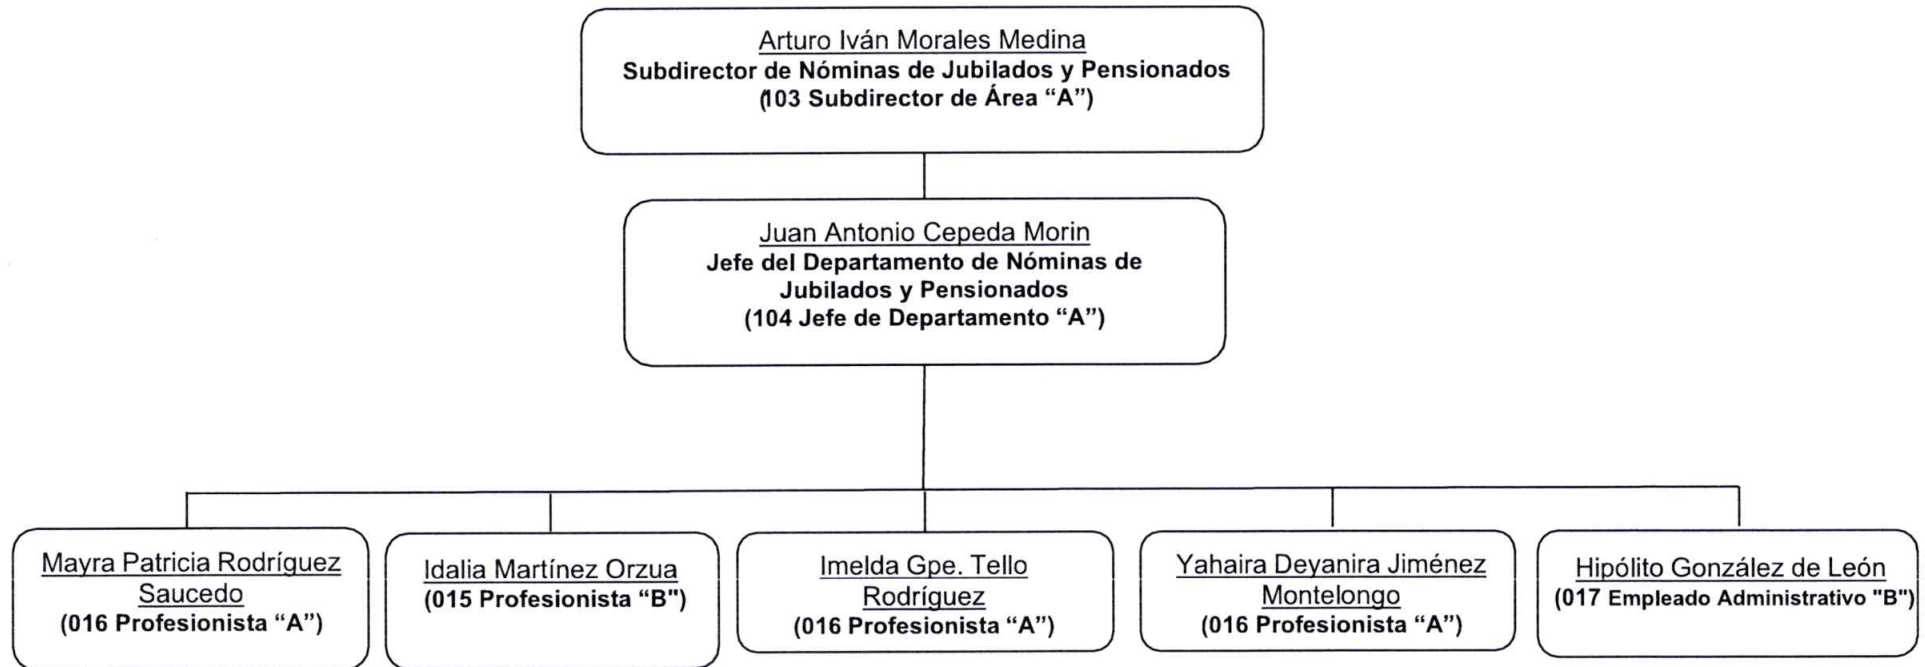 Arturo Iván Morales Medina
Subdirector de Nóminas de Jubilados y Pensionados
(103 Subdirector de Área “A”)
Juan Antonio Cepeda Morin
Jefe del Departamento de Nóminas de
Jubilados y Pensionados
(104 Jefe de Departamento “A”)
Mayra Patricia Rodríguez
Saucedo
(016 Profesionista “A”)
Idalia Martínez Orzua
(015 Profesionista “B")
Imelda Gpe. Tello
Rodríguez
(016 Profesionista “A”)
Yahaira Deyanira Jiménez
Montelongo
(016 Profesionista “A”)
Hipólito González de León
(017 Empleado Administrativo "B")